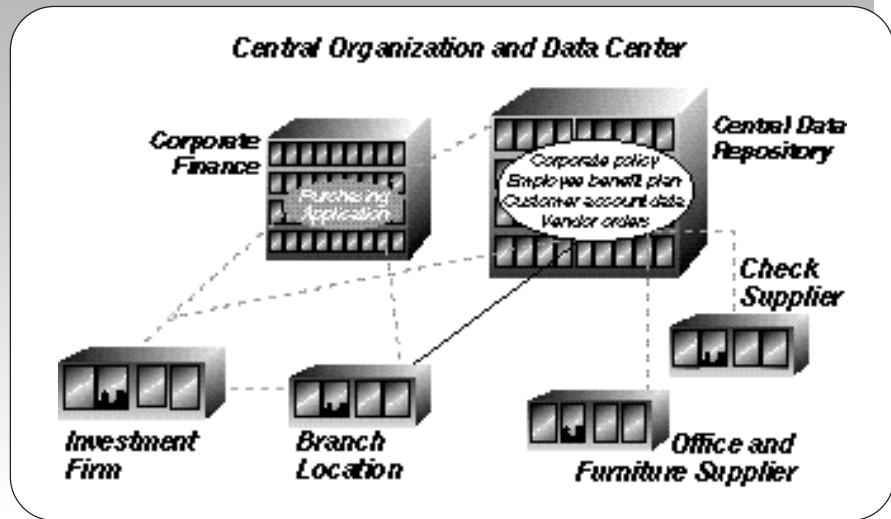 Central Organization and Data Center
Corporate
Finance
Central Data
Repository
Purchasing
Application
Corporate policy
Employee benefit plan
Customer account data
Vendor orders
Check
Supplier
Investment
Firm
Branch
Location
Office and
Furniture Supplier